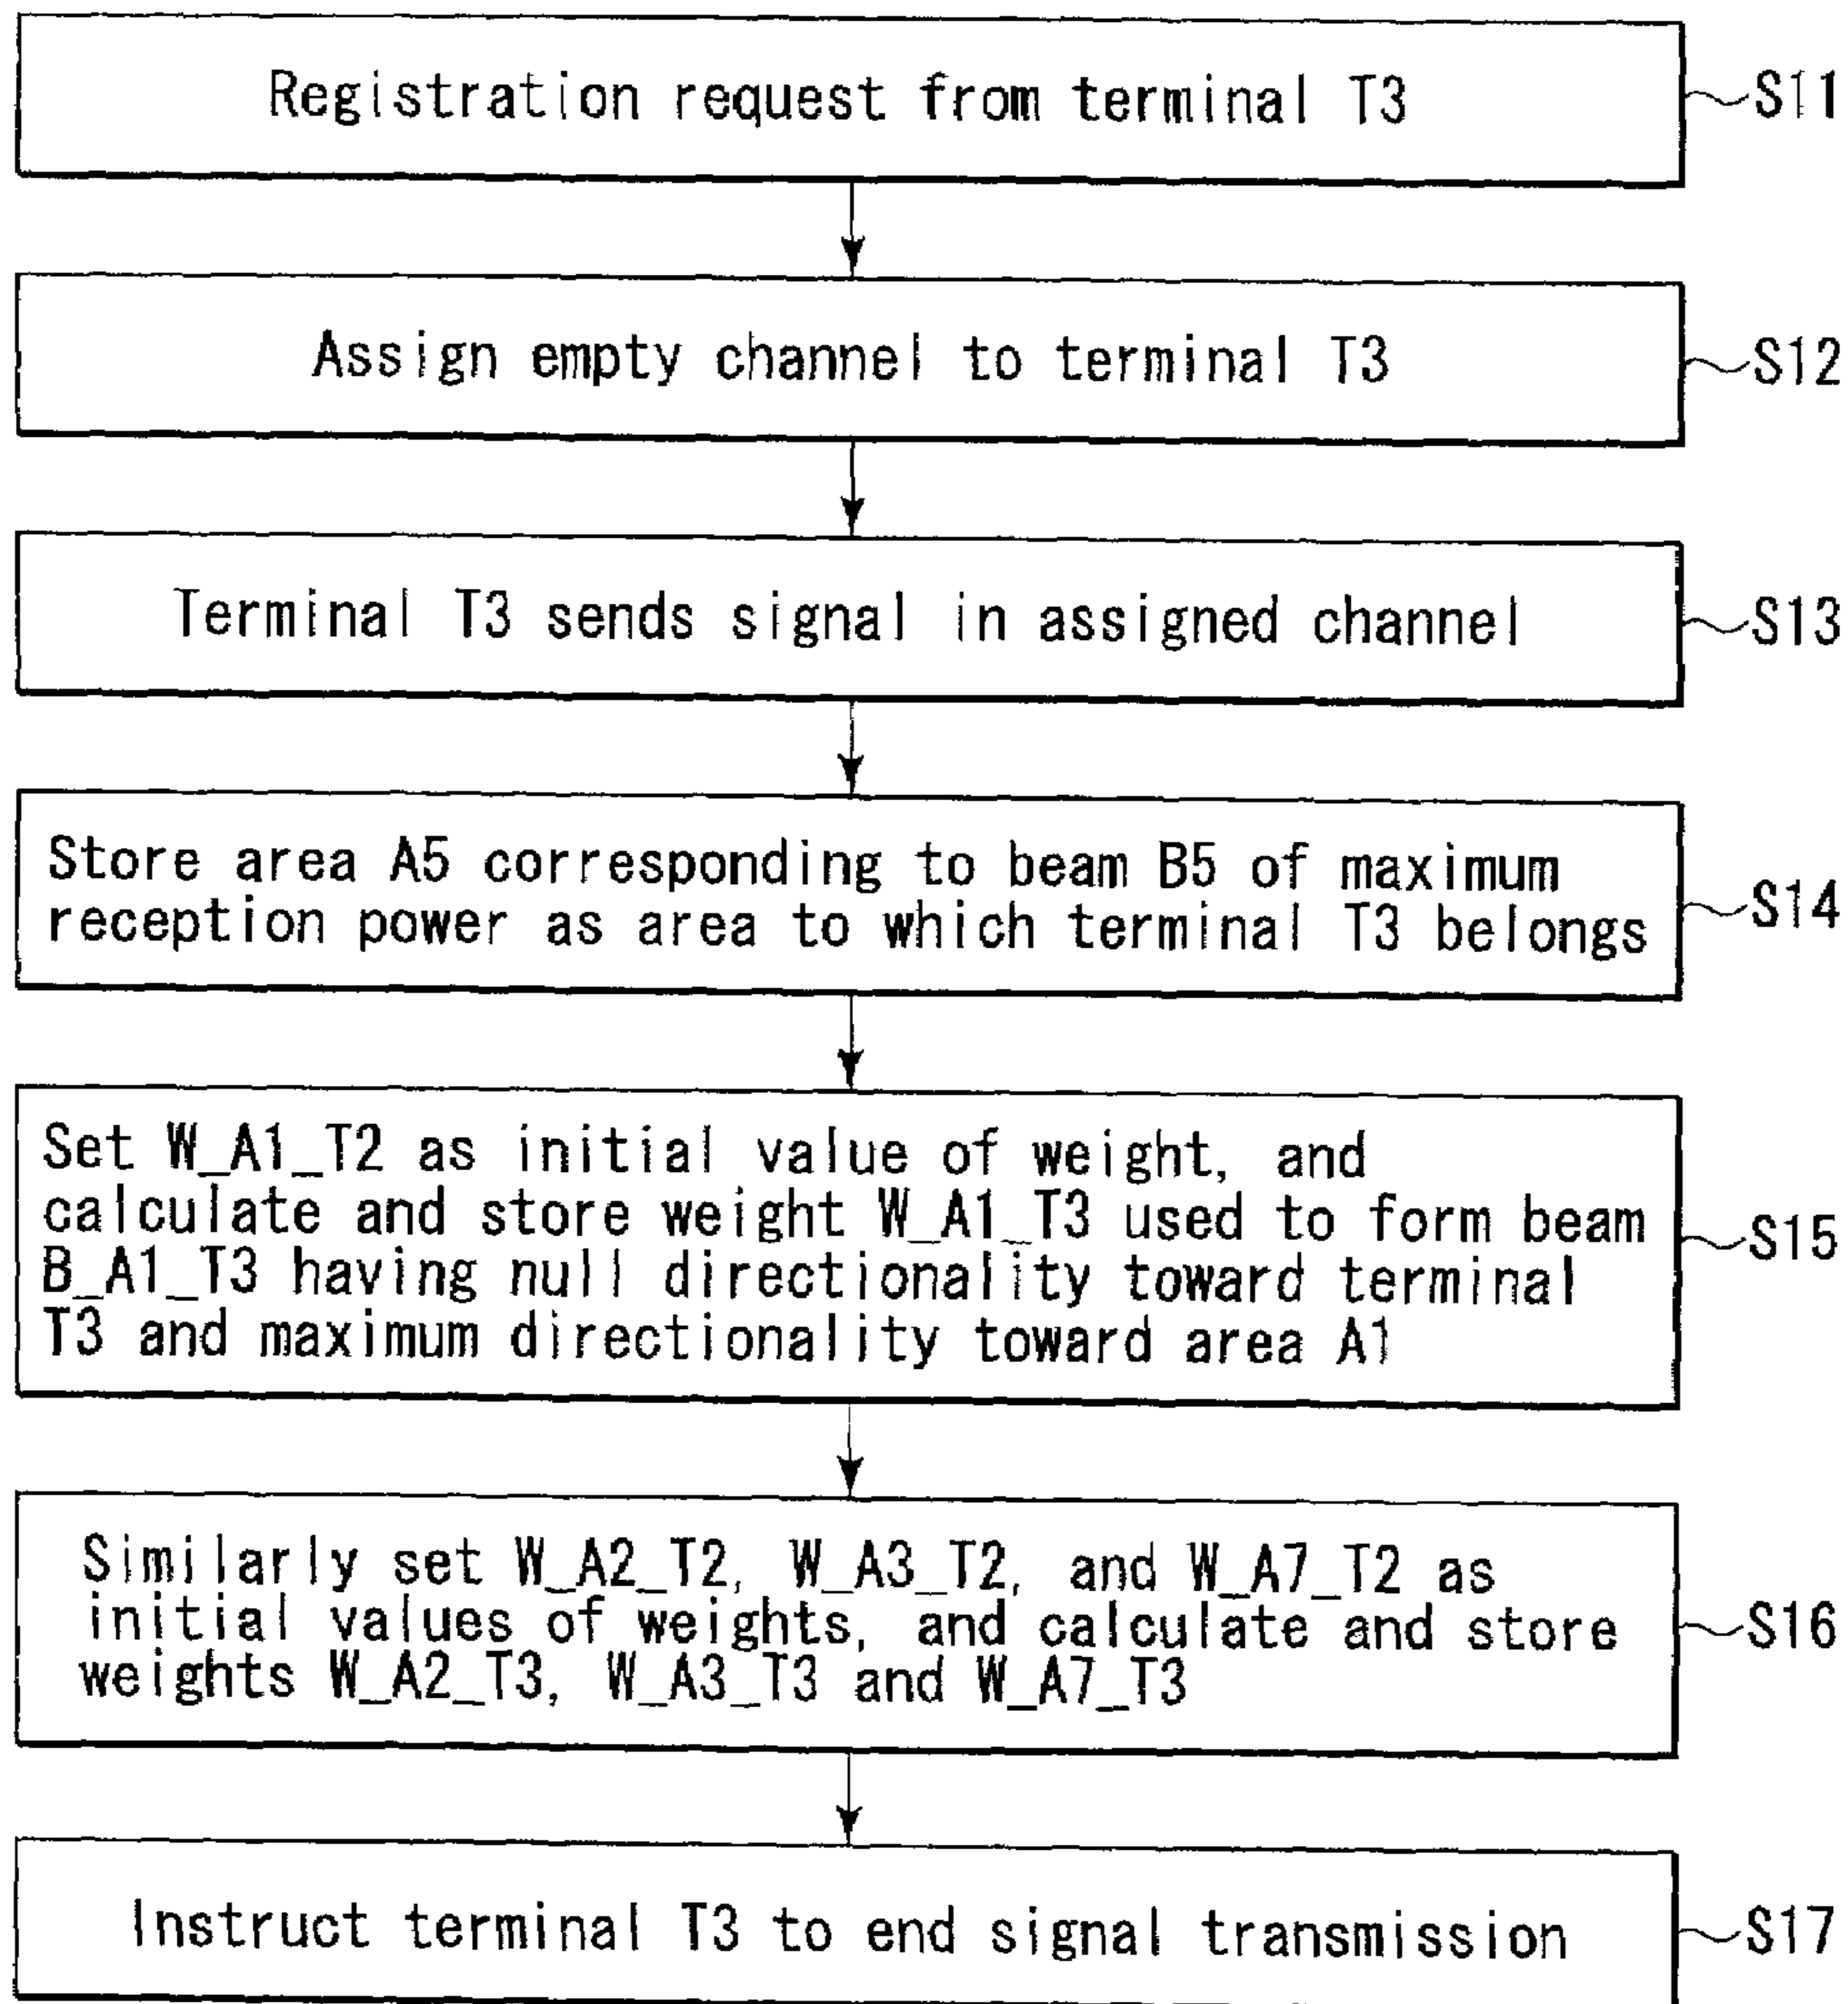 Registration request from terminal T3
S11
Assign empty channel to terminal T3
S12
Terminal T3 sends signal in assigned channel
S13
Store area A5 corresponding to beam B5 of maximum
reception power as area to which terminal T3 belongs
S14
Set W_A1_T2 as initial value of weight, and
calculate and store weight W_A1_T3 used to form beam
B_A1_T3 having null directionality toward terminal
T3 and maximum directionality toward area A1
S15
Similarly set W_A2_T2, W_A3_T2, and W_A7_T2 as
initial values of weights, and calculate and store
weights W_A2_T3, W_A3_T3 and W_A7_T3
S16
Instruct terminal T3 to end signal transmission
S17